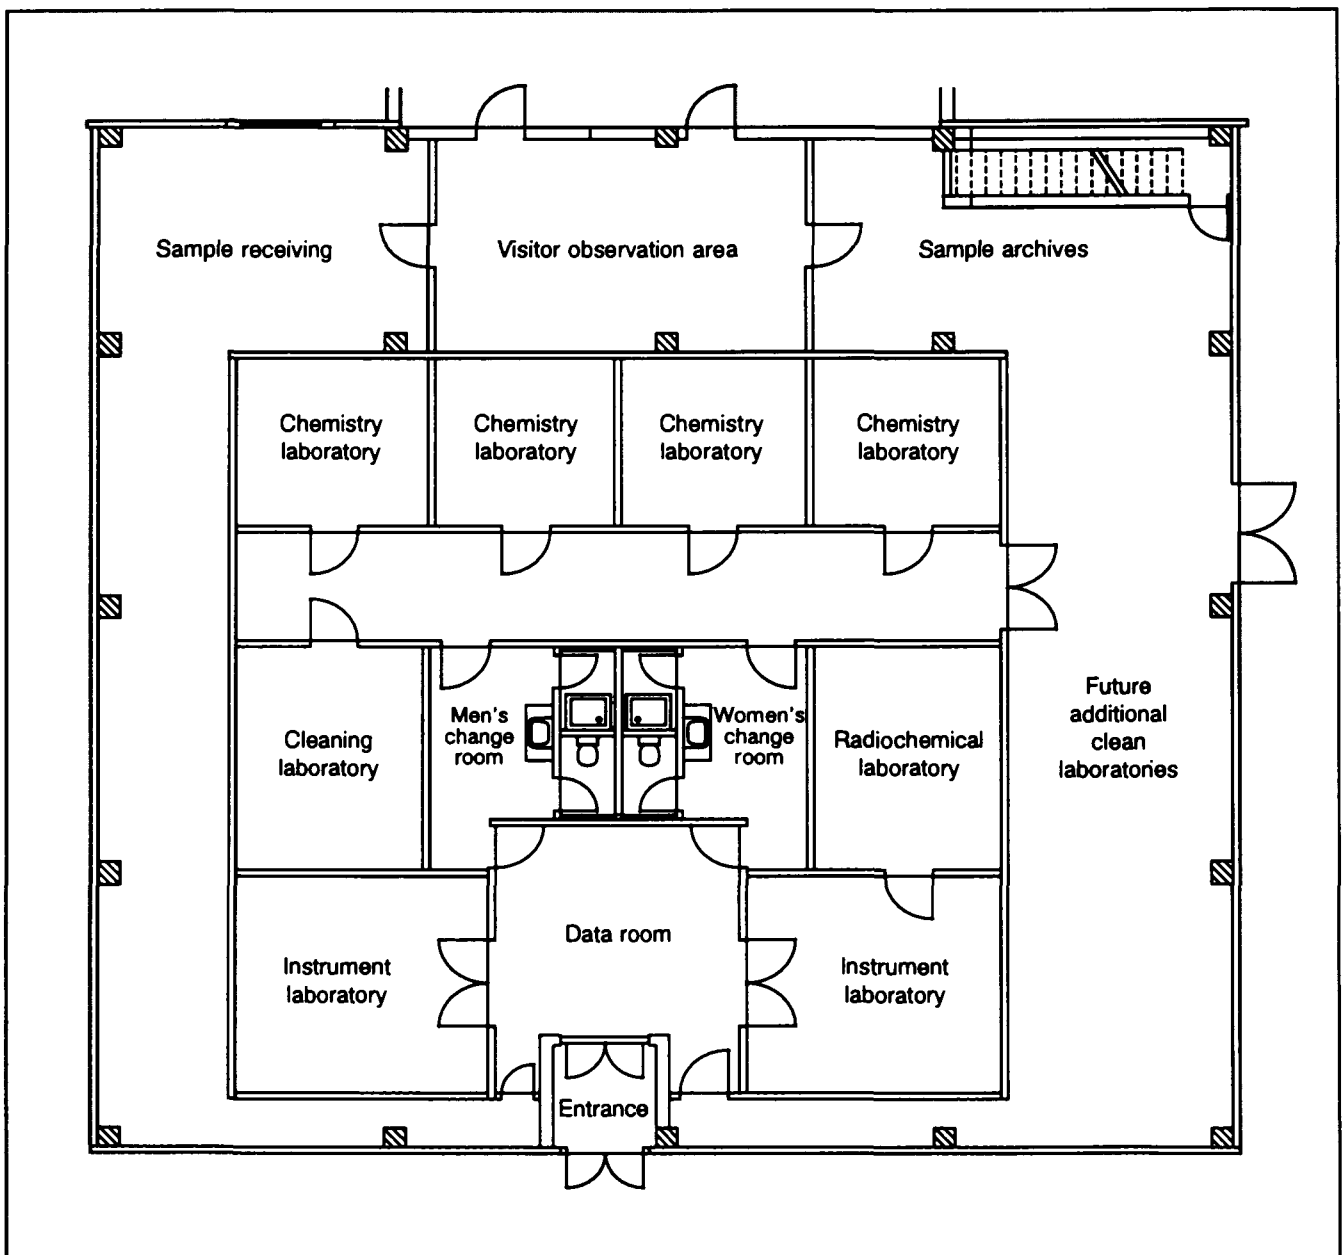 Sample receiving
Visitor observation area
Sample archives
Chemistry
laboratory
Chemistry
laboratory
Chemistry
laboratory
Chemistry
laboratory
Cleaning
laboratory
Men's
change
room
Women's
change
room
Radiochemical
laboratory
Future
additional
clean
laboratories
Instrument
laboratory
Data room
Instrument
laboratory
Entrance